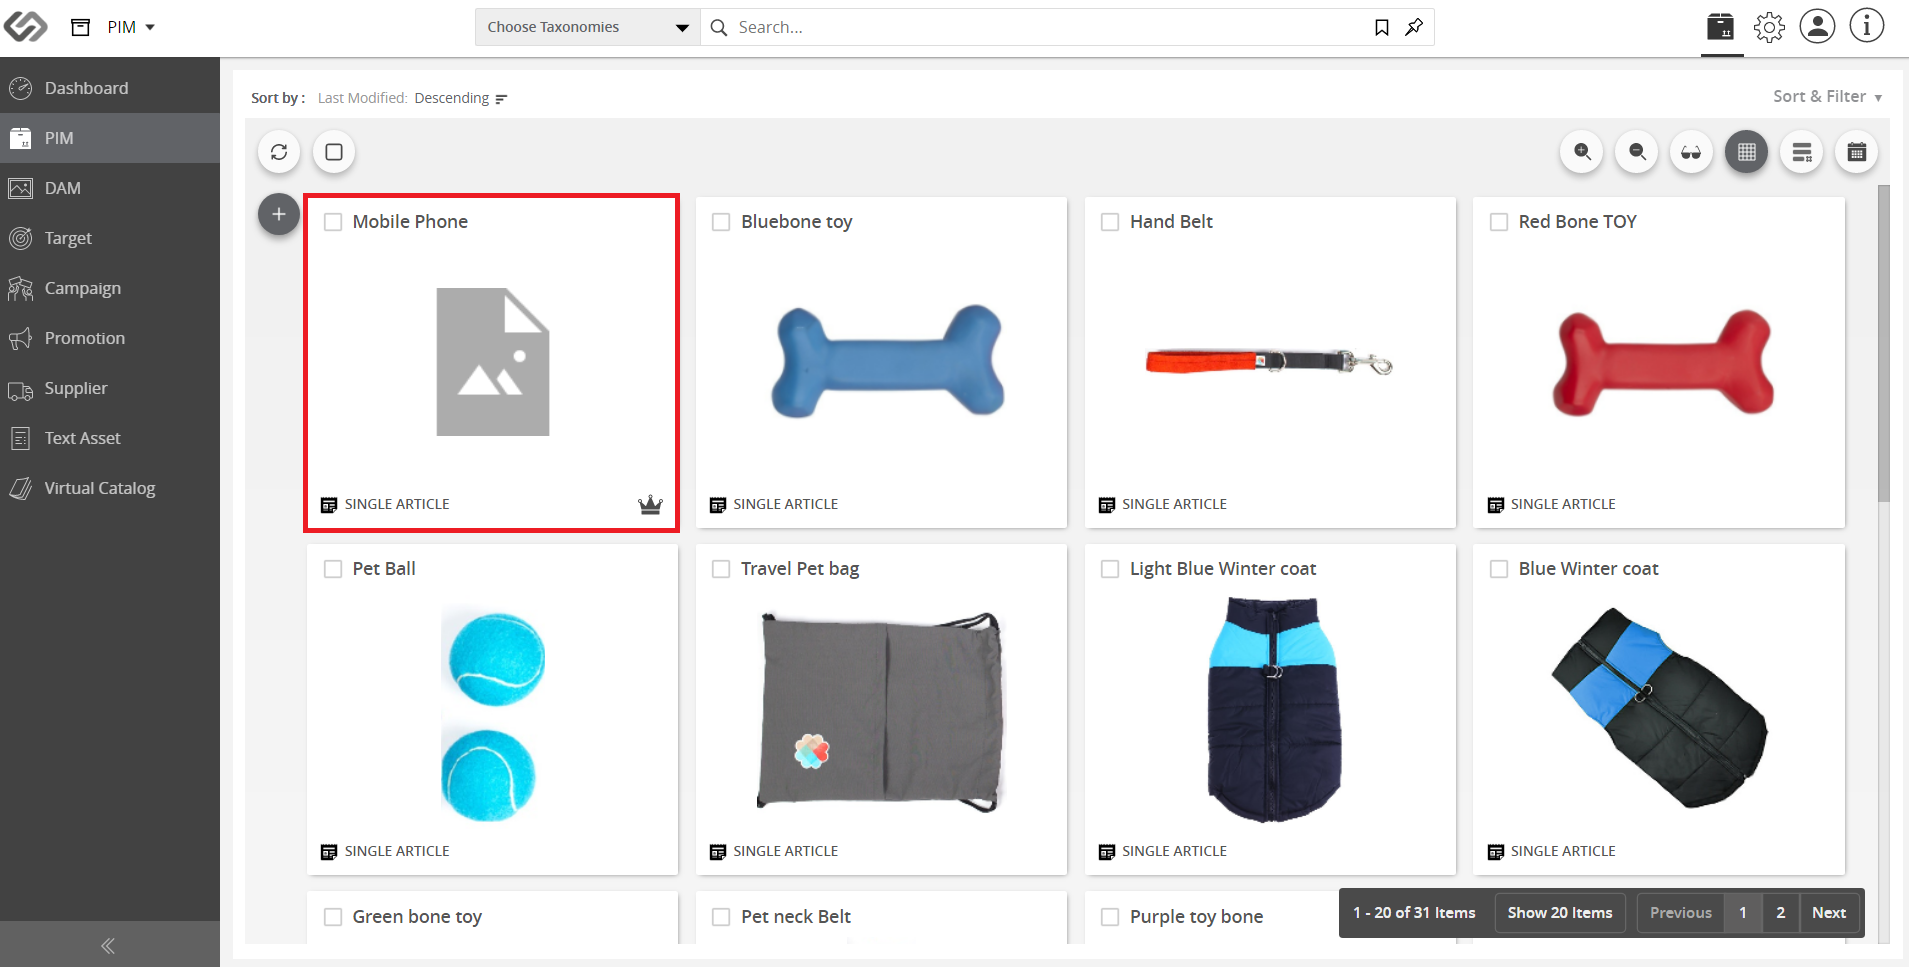 PIM
Choose Taxonomies
Search...
Dashboard
PIM
DAM
Target
Campaign
Promotion
Supplier
Text Asset
Virtual Catalog
Sort by : Last Modified: Descending
Sort & Filter
Mobile Phone
SINGLE ARTICLE
Bluebone toy
SINGLE ARTICLE
Hand Belt
SINGLE ARTICLE
Red Bone TOY
SINGLE ARTICLE
Pet Ball
SINGLE ARTICLE
Travel Pet bag
SINGLE ARTICLE
Light Blue Winter coat
SINGLE ARTICLE
Blue Winter coat
SINGLE ARTICLE
Green bone toy
Pet neck Belt
Purple toy bone
1 - 20 of 31 Items
Show 20 Items
Previous 1 2 Next